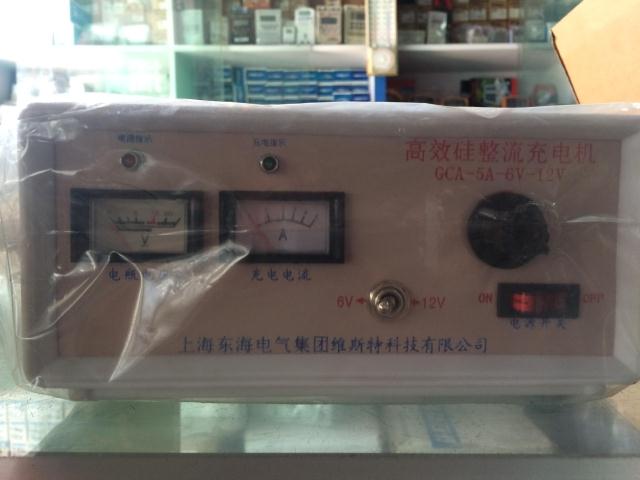 电源指示
充电指示
高效硅整流充电机
GCA-5A-6V-12V
V
A
充电电流
6V
12V
ON
OFF
电源开关
上海东海电气集团维斯特科技有限公司